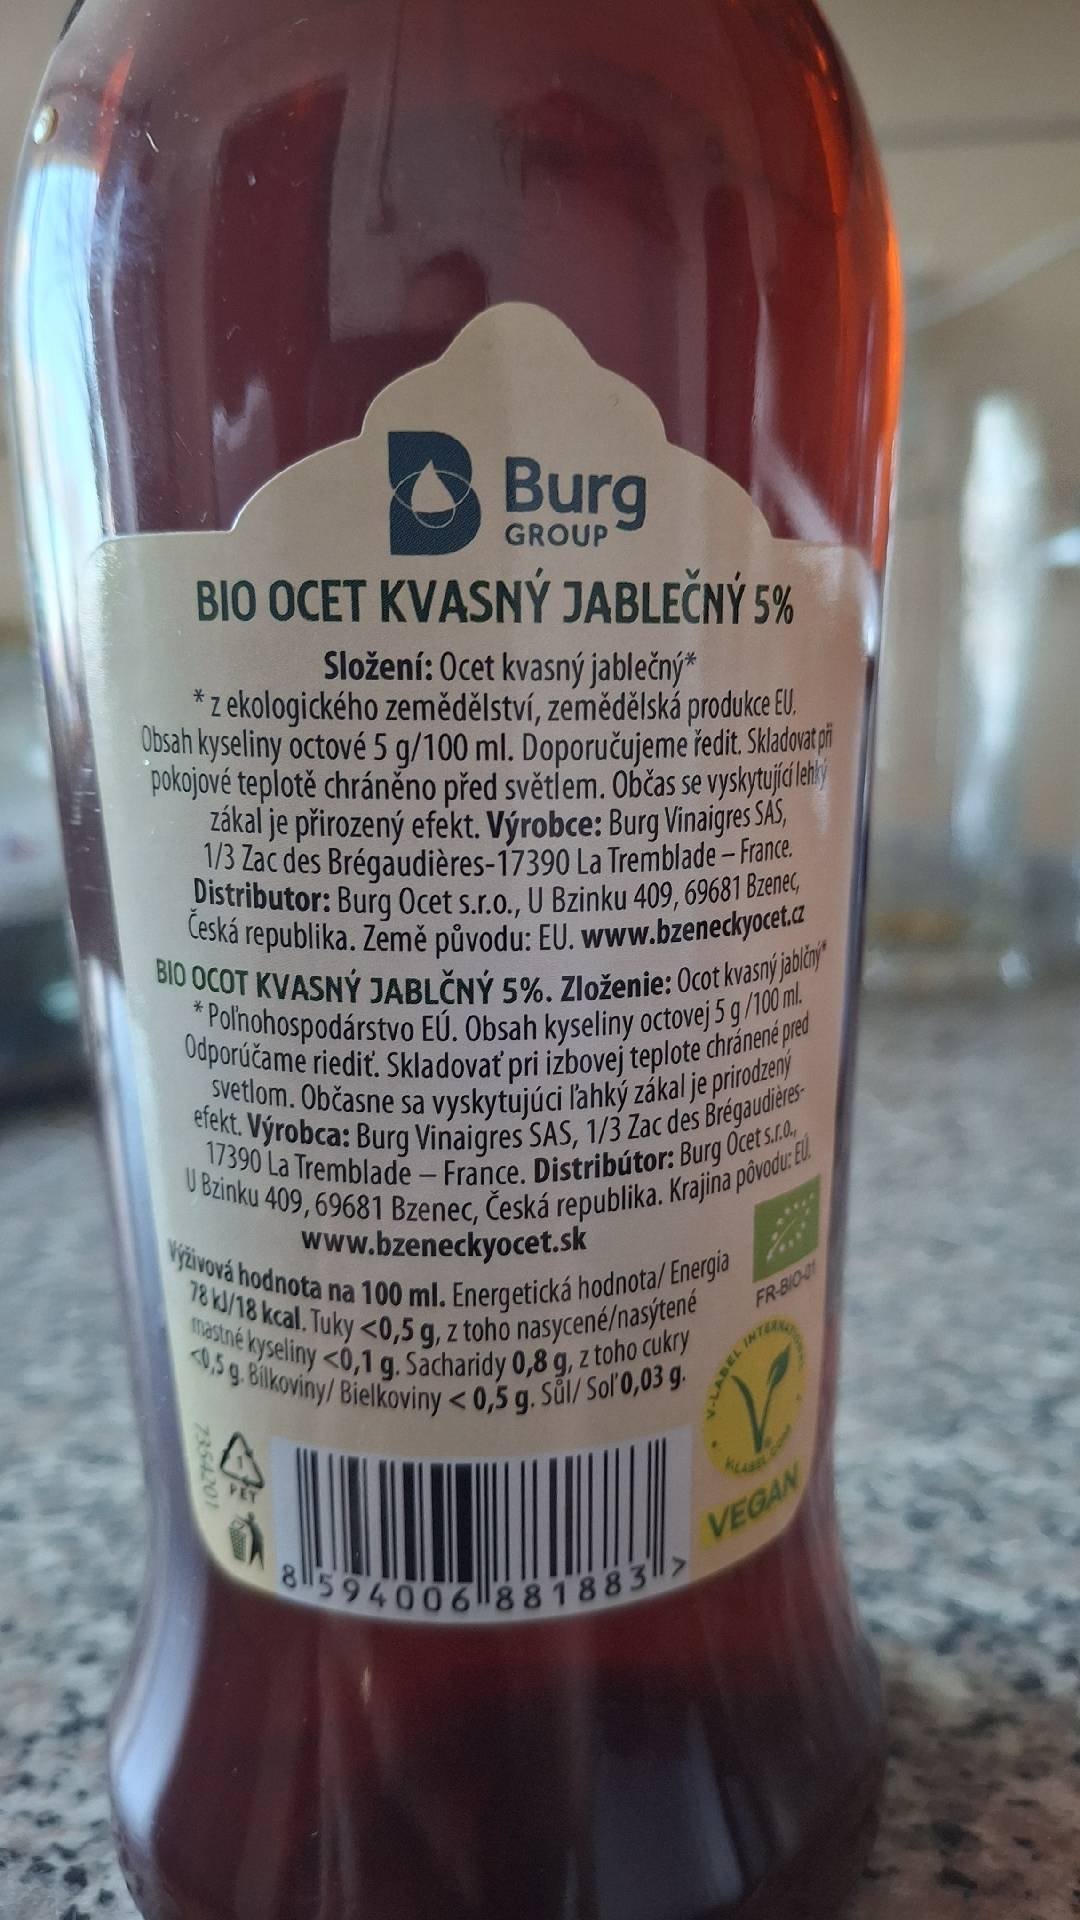 Burg
GROUP
BIO OCET KVASNÝ JABLEČNÝ 5%
Složení: Ocet kvasný jablečný*
* z ekologického zemědělství, zemědělská produkce EU.
Obsah kyseliny octové 5 g/100 ml. Doporučujeme ředit. Skladovat při
pokojové teplotě chráněno před světlem. Občas se vyskytující lehký
zákal je přirozený efekt. Výrobce: Burg Vinaigres SAS,
1/3 Zac des Brégaudières-17390 La Tremblade – France.
Distributor: Burg Ocet s.r.o., U Bzinku 409, 69681 Bzenec,
Česká republika. Země původu: EU. www.bzeneckyocet.cz
BIO OCOT KVASNÝ JABLČNÝ 5%. Zloženie: Ocot kvasný jablčný*
* Poľnohospodárstvo EÚ. Obsah kyseliny octovej 5 g/100 ml.
Odporúčame riediť. Skladovať pri izbovej teplote chránené pred
svetlom. Občasne sa vyskytujúci ľahký zákal je prirodzený
efekt. Výrobca: Burg Vinaigres SAS, 1/3 Zac des Brégaudières-
17390 La Tremblade – France. Distribútor: Burg Ocet s.r.o.,
U Bzinku 409, 69681 Bzenec, Česká republika. Krajina pôvodu: EÚ.
www.bzeneckyocet.sk
Výživová hodnota na 100 ml. Energetická hodnota/ Energia
78 kJ/18 kcal. Tuky <0,5 g, z toho nasycené/nasýtené
mastné kyseliny <0,1 g. Sacharidy 0,8 g, z toho cukry
<0,5 g. Bílkoviny/ Bielkoviny < 0,5 g. Sůl/ Soľ 0,03 g.
FR-BIO-01
V-LABEL INTERNATIONAL
VLABEL.COM
VEGAN
7354201
1
PET
8 594006 881883 >